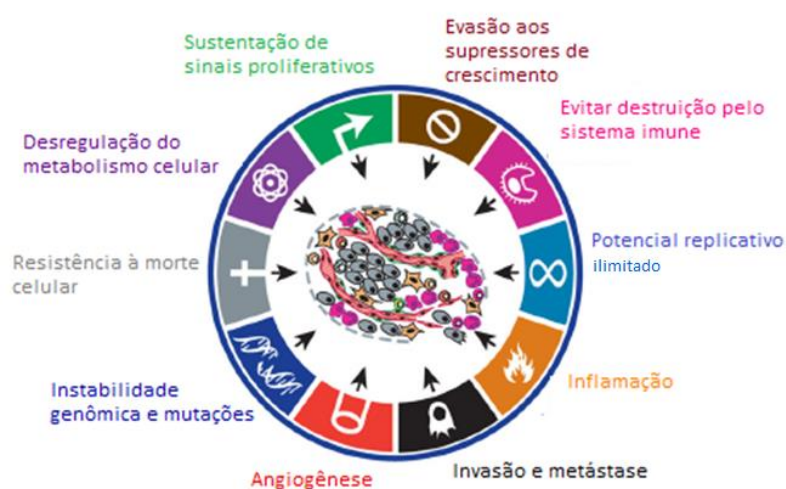 Sustentação de
sinais proliferativos
Evasão aos
supressores de
crescimento
Evitar destruição pelo
sistema imune
Desregulação do
metabolismo celular
Potencial replicativo
ilimitado
Resistência à morte
celular
Inflamação
Instabilidade
genômica e mutações
Angiogênese
Invasão e metástase